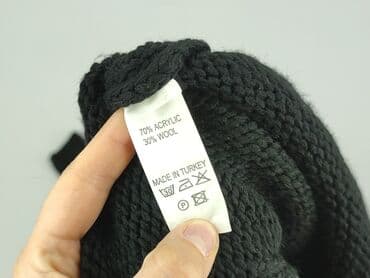 70% ACRYLIC
30% WOOL
MADE IN TURKEY
P